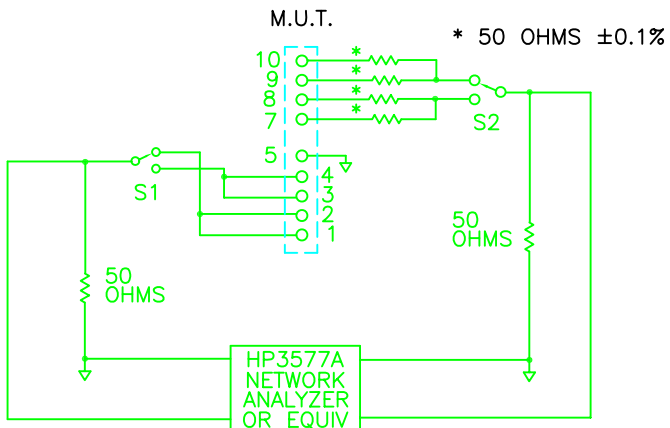 M.U.T.
* 50 OHMS ±0.1%
10 *
9 *
8 *
7 *
S2
5
4
3
2
1
S1
50
OHMS
50
OHMS
HP3577A
NETWORK
ANALYZER
OR EQUIV